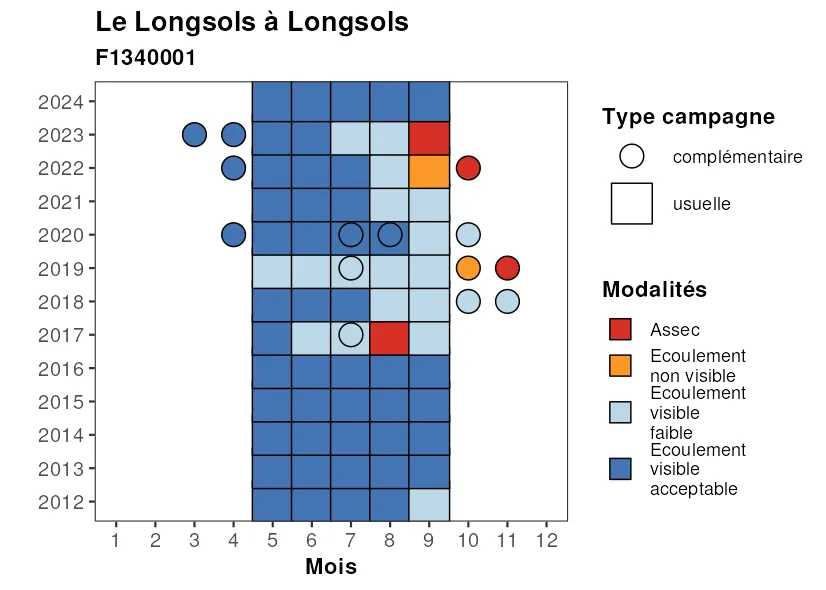 Le Longsols à Longsols
F1340001
2024
2023
2022
2021
2020
2019
2018
2017
2016
2015
2014
2013
2012
1 2 3 4 5 6 7 8 9 10 11 12
Mois
Type campagne
complémentaire
usuelle
Modalités
Assec
Ecoulement
non visible
Ecoulement
visible
faible
Ecoulement
visible
acceptable